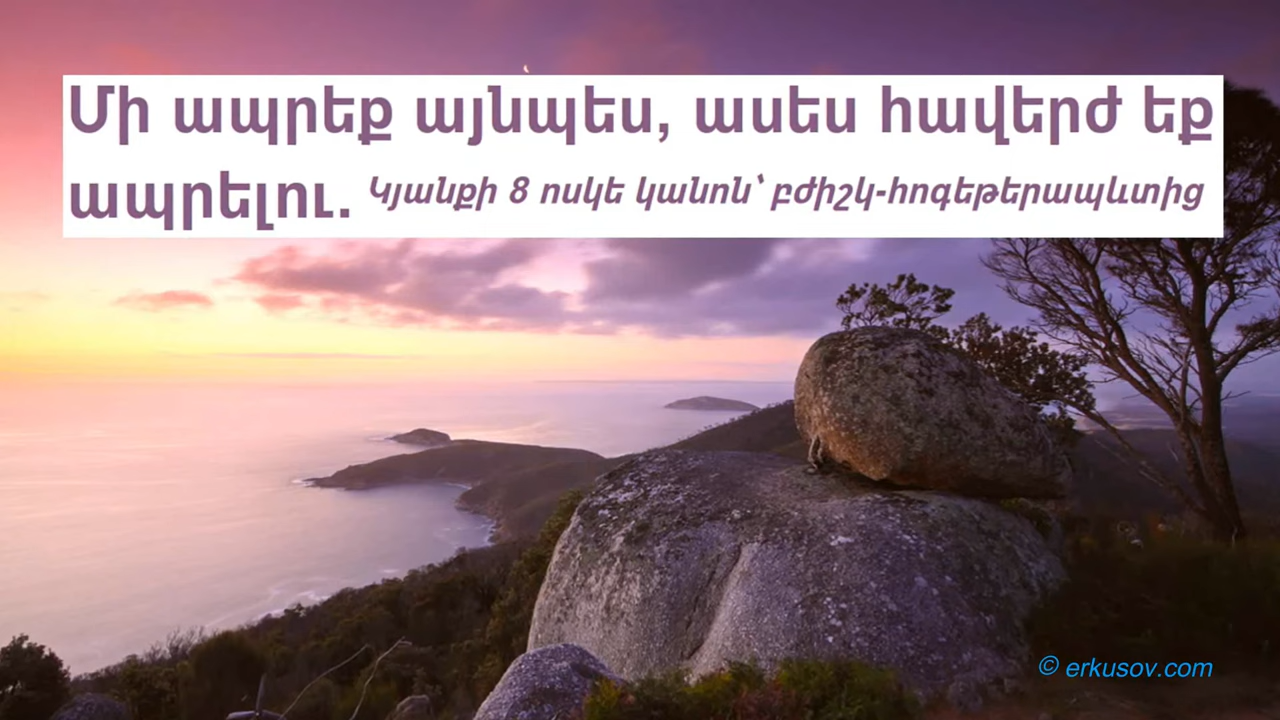 Մի ապրեք այնպես, ասես հավերժ եք
ապրելու. Կյանքի 8 ոսկե կանոն՝ բժիշկ-հոգեթերապևտից
© erkusov.com